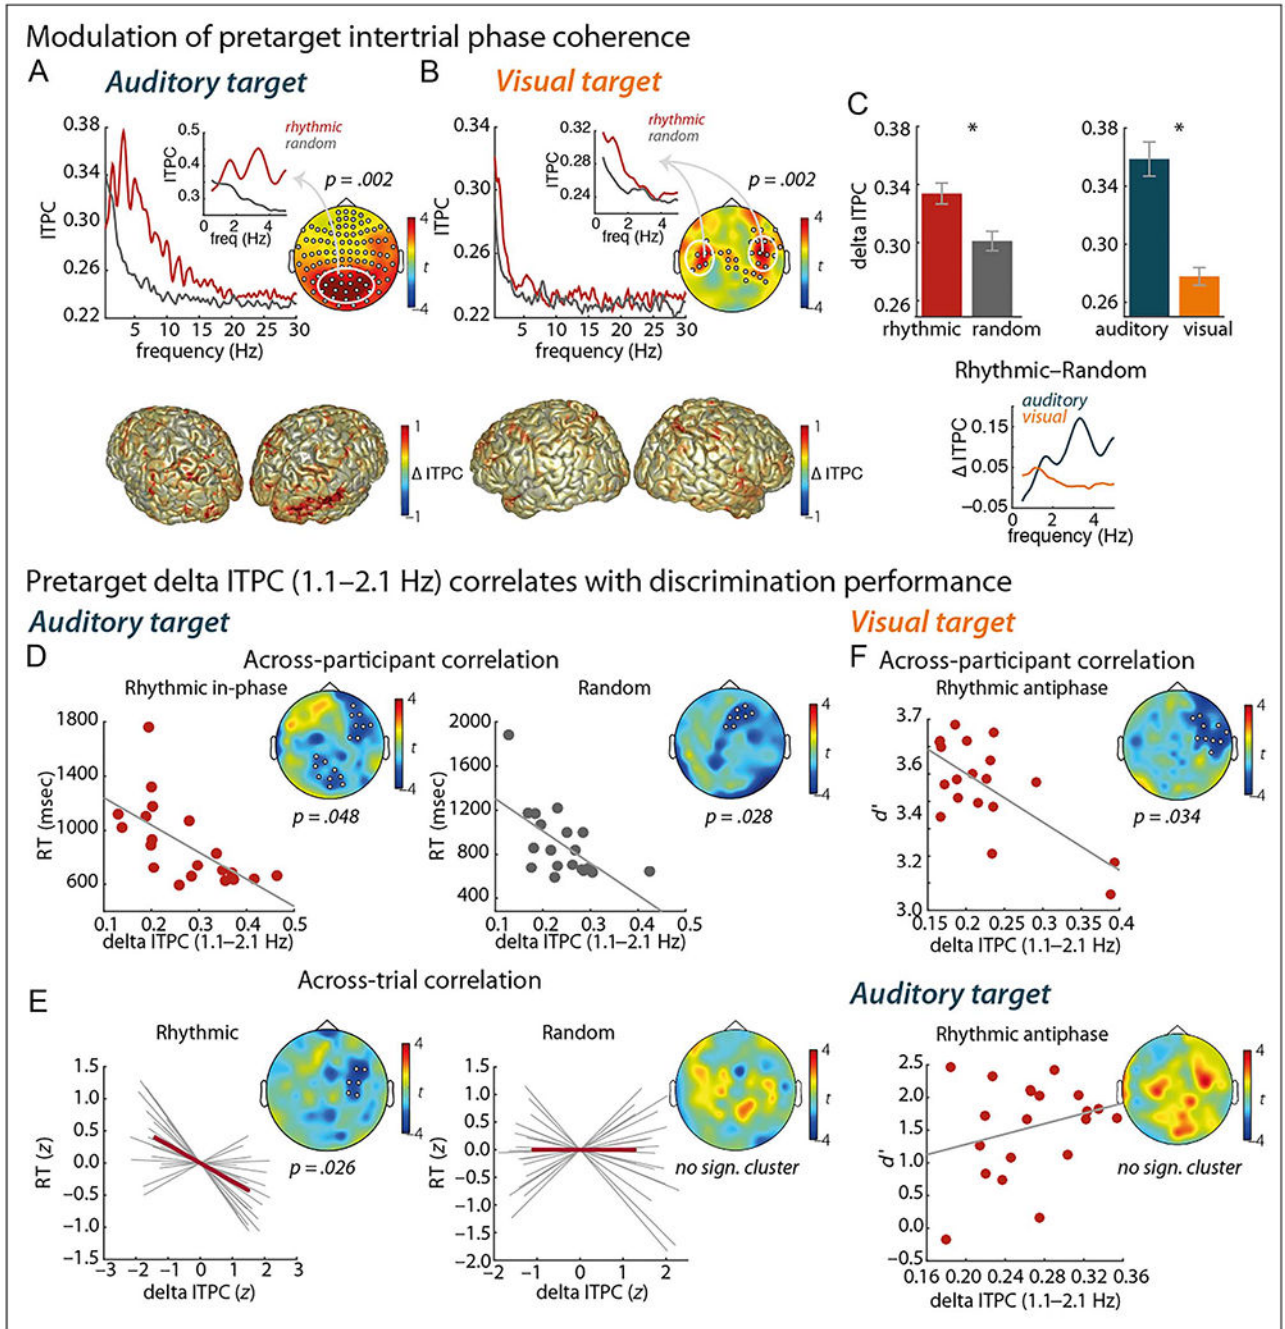 Modulation of pretarget intertrial phase coherence
A
Auditory target
B
Visual target
C
0.38
0.34
0.30
0.26
0.22
ITPC
5
10
15
20
25
30
frequency (Hz)
0.5
0.4
0.3
ITPC
2
4
freq (Hz)
rhythmic
random
p = .002
4
t
−4
0.34
0.30
0.26
0.22
ITPC
5
10
15
20
25
30
frequency (Hz)
0.32
0.28
0.24
ITPC
0
2
4
freq (Hz)
rhythmic
random
p = .002
4
t
−4
0.38
0.34
0.30
0.26
delta ITPC
*
rhythmic
random
0.38
0.34
0.30
0.26
*
auditory
visual
1
Δ ITPC
−1
1
Δ ITPC
−1
Rhythmic–Random
auditory
visual
0.15
0.05
−0.05
Δ ITPC
0
2
4
frequency (Hz)
Pretarget delta ITPC (1.1–2.1 Hz) correlates with discrimination performance
Auditory target
Visual target
D
Across-participant correlation
Rhythmic in-phase
1800
1400
1000
600
RT (msec)
0.1
0.2
0.3
0.4
0.5
delta ITPC (1.1–2.1 Hz)
4
t
−4
p = .048
Random
2000
1600
1200
800
400
RT (msec)
0.1
0.2
0.3
0.4
0.5
delta ITPC (1.1–2.1 Hz)
4
t
−4
p = .028
F
Across-participant correlation
Rhythmic antiphase
3.7
3.6
3.4
3.2
3.0
d'
0.15
0.2
0.25
0.3
0.35
0.4
delta ITPC (1.1–2.1 Hz)
4
t
−4
p = .034
Across-trial correlation
E
Rhythmic
1.5
1.0
0.5
0.0
−0.5
−1.0
−1.5
RT (z)
−3
−2
−1
0
1
2
3
delta ITPC (z)
4
t
−4
p = .026
Random
1.5
1.0
0.5
0.0
−0.5
−1.0
−1.5
−2.0
RT (z)
−2
−1
0
1
2
delta ITPC (z)
4
t
−4
no sign. cluster
Auditory target
Rhythmic antiphase
2.5
2.0
1.5
1.0
0.5
0.0
−0.5
d'
0.16
0.20
0.24
0.28
0.32
0.36
delta ITPC (1.1–2.1 Hz)
4
t
−4
no sign. cluster